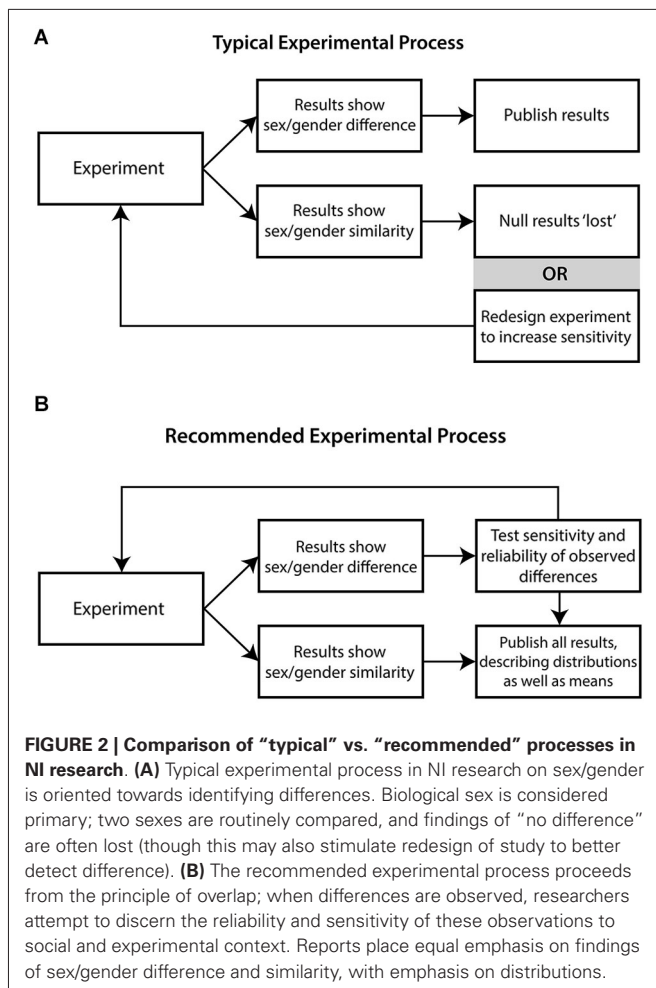 A
Typical Experimental Process
Results show
sex/gender difference
Publish results
Experiment
Results show
sex/gender similarity
Null results 'lost'
OR
Redesign experiment
to increase sensitivity
B
Recommended Experimental Process
Results show
sex/gender difference
Test sensitivity and
reliability of observed
differences
Experiment
Results show
sex/gender similarity
Publish all results,
describing distributions
as well as means
FIGURE 2 | Comparison of “typical” vs. “recommended” processes in
NI research. (A) Typical experimental process in NI research on sex/gender
is oriented towards identifying differences. Biological sex is considered
primary; two sexes are routinely compared, and findings of “no difference”
are often lost (though this may also stimulate redesign of study to better
detect difference). (B) The recommended experimental process proceeds
from the principle of overlap; when differences are observed, researchers
attempt to discern the reliability and sensitivity of these observations to
social and experimental context. Reports place equal emphasis on findings
of sex/gender difference and similarity, with emphasis on distributions.